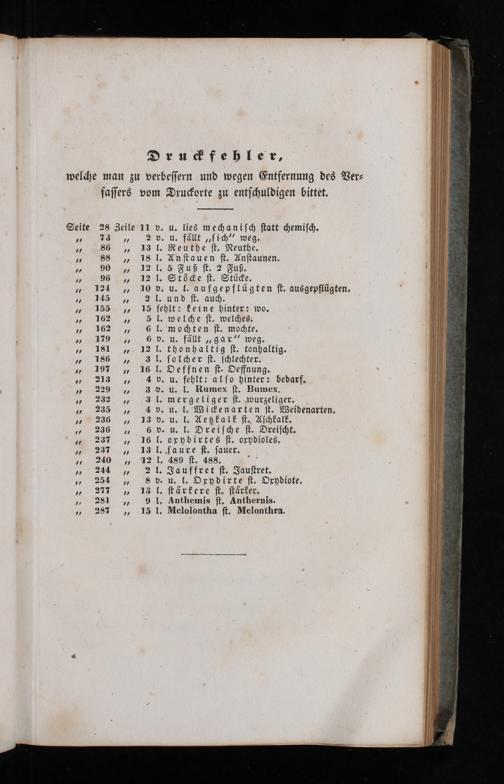 Druckfehler,
welche man zu verbessern und wegen Entfernung des Ver-
fassers vom Druckorte zu entschuldigen bittet.
Seite 28 Zeile 11 v. u. lies mechanisch statt chemisch.
„ 73 „ 2 v. u. fällt „sich“ weg.
„ 86 „ 13 l. Reuthe st. Neuthe.
„ 88 „ 18 l. Anstauen st. Anstaunen.
„ 90 „ 12 l. 5 Fuß st. 2 Fuß.
„ 96 „ 12 l. Stöcke st. Stücke.
„ 124 „ 10 v. u. l. aufgepflügten st. ausgepflügten.
„ 145 „ 2 l. und st. auch.
„ 155 „ 15 fehlt: keine hinter: wo.
„ 162 „ 5 l. welche st. welches.
„ 162 „ 6 l. mochten st. mochte.
„ 179 „ 6 v. u. fällt „gar“ weg.
„ 181 „ 12 l. thonhaltig st. tonhaltig.
„ 186 „ 3 l. solcher st. schlechter.
„ 197 „ 16 l. Oeffnen st. Oeffnung.
„ 213 „ 4 v. u. fehlt: also hinter: bedarf.
„ 229 „ 3 v. u. l. Rumex st. Bumex.
„ 232 „ 3 l. mergeliger st. wurzeliger.
„ 235 „ 4 v. u. l. Wickenarten st. Weidenarten.
„ 236 „ 13 v. u. l. Aetzkalk st. Aschkalk.
„ 236 „ 6 v. u. l. Dreische st. Dreischt.
„ 237 „ 16 l. oxydirtes st. oxydioles.
„ 237 „ 13 l. saure st. sauer.
„ 240 „ 12 l. 489 st. 488.
„ 244 „ 2 l. Jauffret st. Jaustret.
„ 254 „ 8 v. u. l. Oxydirte st. Oxydiote.
„ 277 „ 13 l. stärkere st. stärker.
„ 281 „ 9 l. Anthemis st. Anthernis.
„ 287 „ 15 l. Melolontha st. Melonthra.